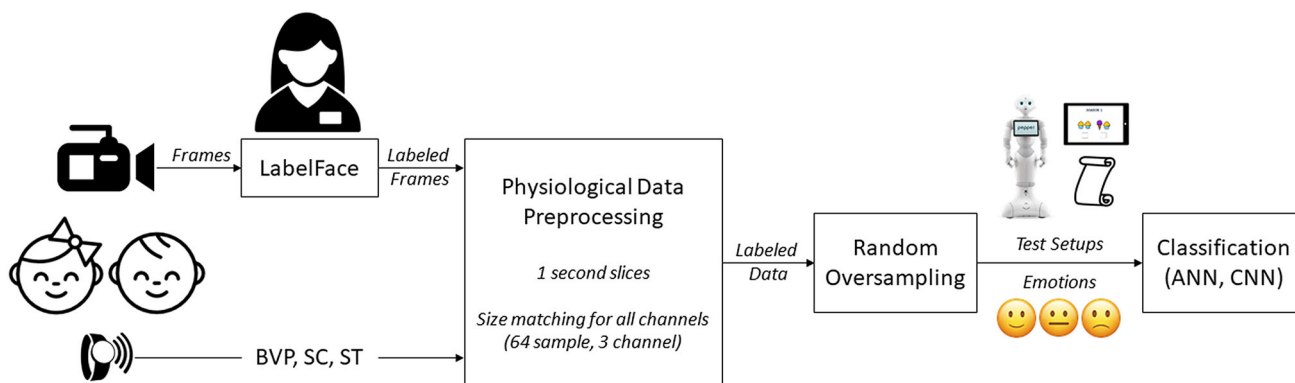 Frames
LabelFace
Labeled
Frames
Physiological Data
Preprocessing
1 second slices
Size matching for all channels
(64 sample, 3 channel)
BVP, SC, ST
Labeled
Data
Random
Oversampling
pepper
Test Setups
Emotions
Classification
(ANN, CNN)